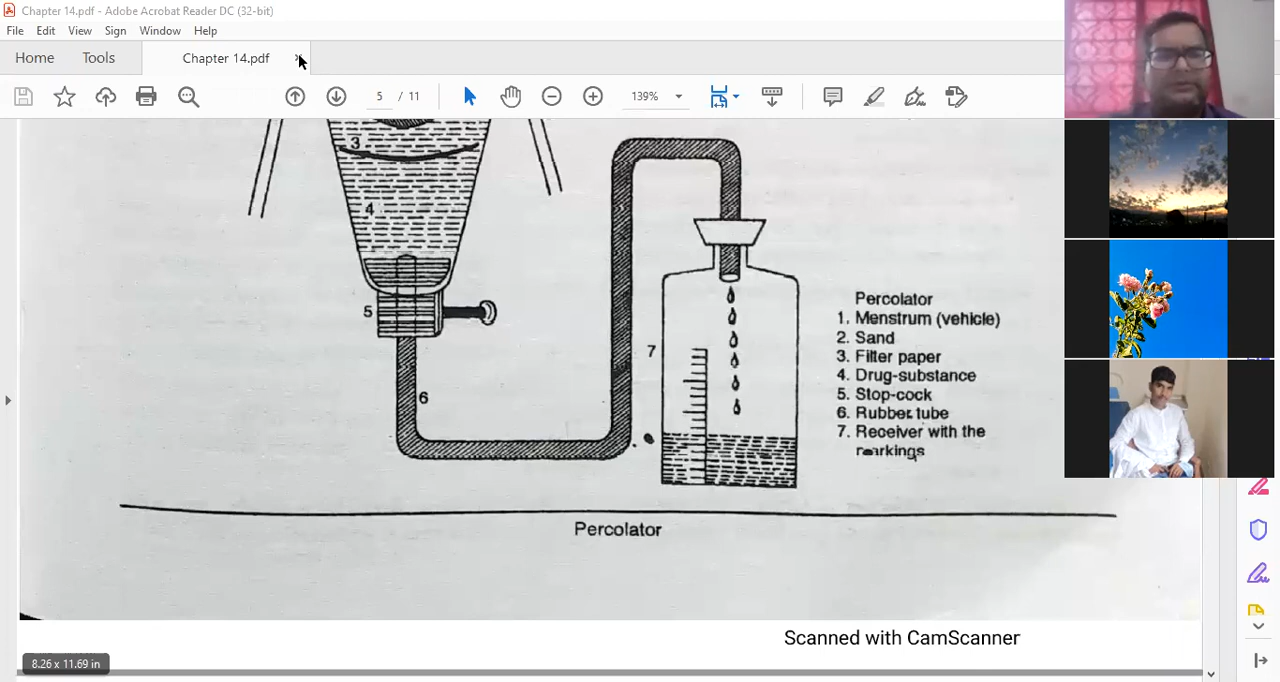 Chapter 14.pdf - Adobe Acrobat Reader DC (32-bit)
File Edit View Sign Window Help
Home Tools Chapter 14.pdf
5 / 11 139%
3
4
5
6
7
Percolator
1. Menstrum (vehicle)
2. Sand
3. Filter paper
4. Drug-substance
5. Stop-cock
6. Rubber tube
7. Receiver with the
markings
Percolator
Scanned with CamScanner
8.26 x 11.69 in